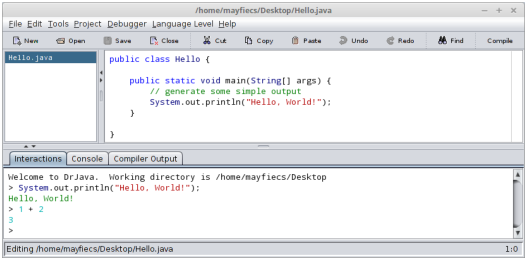 /home/mayfiecs/Desktop/Hello.java
File Edit Tools Project Debugger Language Level Help
New Open Save Close Cut Copy Paste Undo Redo Find Compile
Hello.java
public class Hello {
public static void main(String[] args) {
// generate some simple output
System.out.println("Hello, World!");
}
}
Interactions Console Compiler Output
Welcome to DrJava. Working directory is /home/mayfiecs/Desktop
> System.out.println("Hello, World!");
Hello, World!
> 1 + 2
3
>
Editing /home/mayfiecs/Desktop/Hello.java 1:0